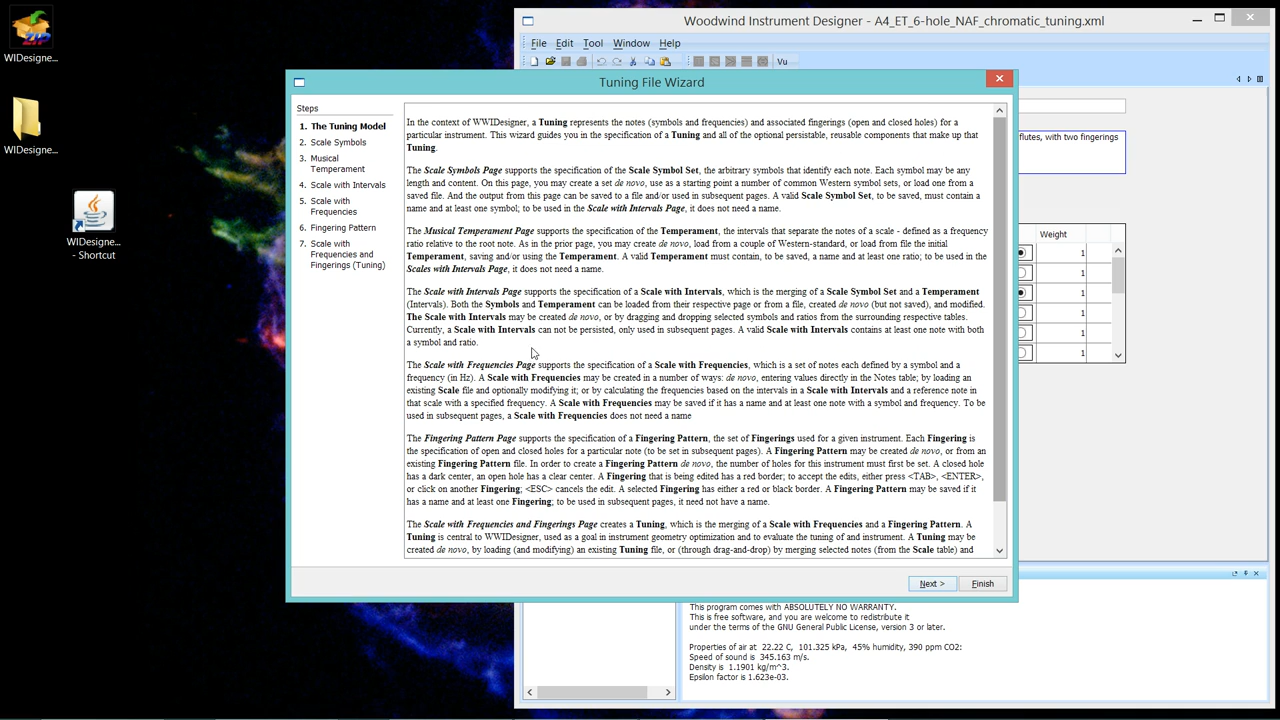 WIDesigne...
WIDesigne...
WIDesigne...
- Shortcut
Woodwind Instrument Designer - A4_ET_6-hole_NAF_chromatic_tuning.xml
File Edit Tool Window Help
Vu
flutes, with two fingerings
Weight
1
1
1
1
1
1
Tuning File Wizard
Steps
1. The Tuning Model
2. Scale Symbols
3. Musical
Temperament
4. Scale with Intervals
5. Scale with
Frequencies
6. Fingering Pattern
7. Scale with
Frequencies and
Fingerings (Tuning)
In the context of WWIDesigner, a Tuning represents the notes (symbols and frequencies) and associated fingerings (open and closed holes) for a
particular instrument. This wizard guides you in the specification of a Tuning and all of the optional persistable, reusable components that make up that
Tuning.
The Scale Symbols Page supports the specification of the Scale Symbol Set, the arbitrary symbols that identify each note. Each symbol may be any
length and content. On this page, you may create a set de novo, use as a starting point a number of common Western symbol sets, or load one from a
saved file. And the output from this page can be saved to a file and/or used in subsequent pages. A valid Scale Symbol Set, to be saved, must contain a
name and at least one symbol; to be used in the Scale with Intervals Page, it does not need a name.
The Musical Temperament Page supports the specification of the Temperament, the intervals that separate the notes of a scale - defined as a frequency
ratio relative to the root note. As in the prior page, you may create de novo, load from a couple of Western-standard, or load from file the initial
Temperament, saving and/or using the Temperament. A valid Temperament must contain, to be saved, a name and at least one ratio; to be used in the
Scales with Intervals Page, it does not need a name.
The Scale with Intervals Page supports the specification of a Scale with Intervals, which is the merging of a Scale Symbol Set and a Temperament
(Intervals). Both the Symbols and Temperament can be loaded from their respective page or from a file, created de novo (but not saved), and modified.
The Scale with Intervals may be created de novo, or by dragging and dropping selected symbols and ratios from the surrounding respective tables.
Currently, a Scale with Intervals can not be persisted, only used in subsequent pages. A valid Scale with Intervals contains at least one note with both
a symbol and ratio.
The Scale with Frequencies Page supports the specification of a Scale with Frequencies, which is a set of notes each defined by a symbol and a
frequency (in Hz). A Scale with Frequencies may be created in a number of ways: de novo, entering values directly in the Notes table; by loading an
existing Scale file and optionally modifying it; or by calculating the frequencies based on the intervals in a Scale with Intervals and a reference note in
that scale with a specified frequency. A Scale with Frequencies may be saved if it has a name and at least one note with a symbol and frequency. To be
used in subsequent pages, a Scale with Frequencies does not need a name
The Fingering Pattern Page supports the specification of a Fingering Pattern, the set of Fingerings used for a given instrument. Each Fingering is
the specification of open and closed holes for a particular note (to be set in subsequent pages). A Fingering Pattern may be created de novo, or from an
existing Fingering Pattern file. In order to create a Fingering Pattern de novo, the number of holes for this instrument must first be set. A closed hole
has a dark center, an open hole has a clear center. A Fingering that is being edited has a red border; to accept the edits, either press <TAB>, <ENTER>,
or click on another Fingering; <ESC> cancels the edit. A selected Fingering has either a red or black border. A Fingering Pattern may be saved if it
has a name and at least one Fingering; to be used in subsequent pages, it need not have a name.
The Scale with Frequencies and Fingerings Page creates a Tuning, which is the merging of a Scale with Frequencies and a Fingering Pattern. A
Tuning is central to WWIDesigner, used as a goal in instrument geometry optimization and to evaluate the tuning of and instrument. A Tuning may be
created de novo, by loading (and modifying) an existing Tuning file, or (through drag-and-drop) by merging selected notes (from the Scale table) and
Next > Finish
This program comes with ABSOLUTELY NO WARRANTY.
This is free software, and you are welcome to redistribute it
under the terms of the GNU General Public License, version 3 or later.
Properties of air at 22.22 C, 101.325 kPa, 45% humidity, 390 ppm CO2:
Speed of sound is 345.163 m/s.
Density is 1.1901 kg/m^3.
Epsilon factor is 1.623e-03.